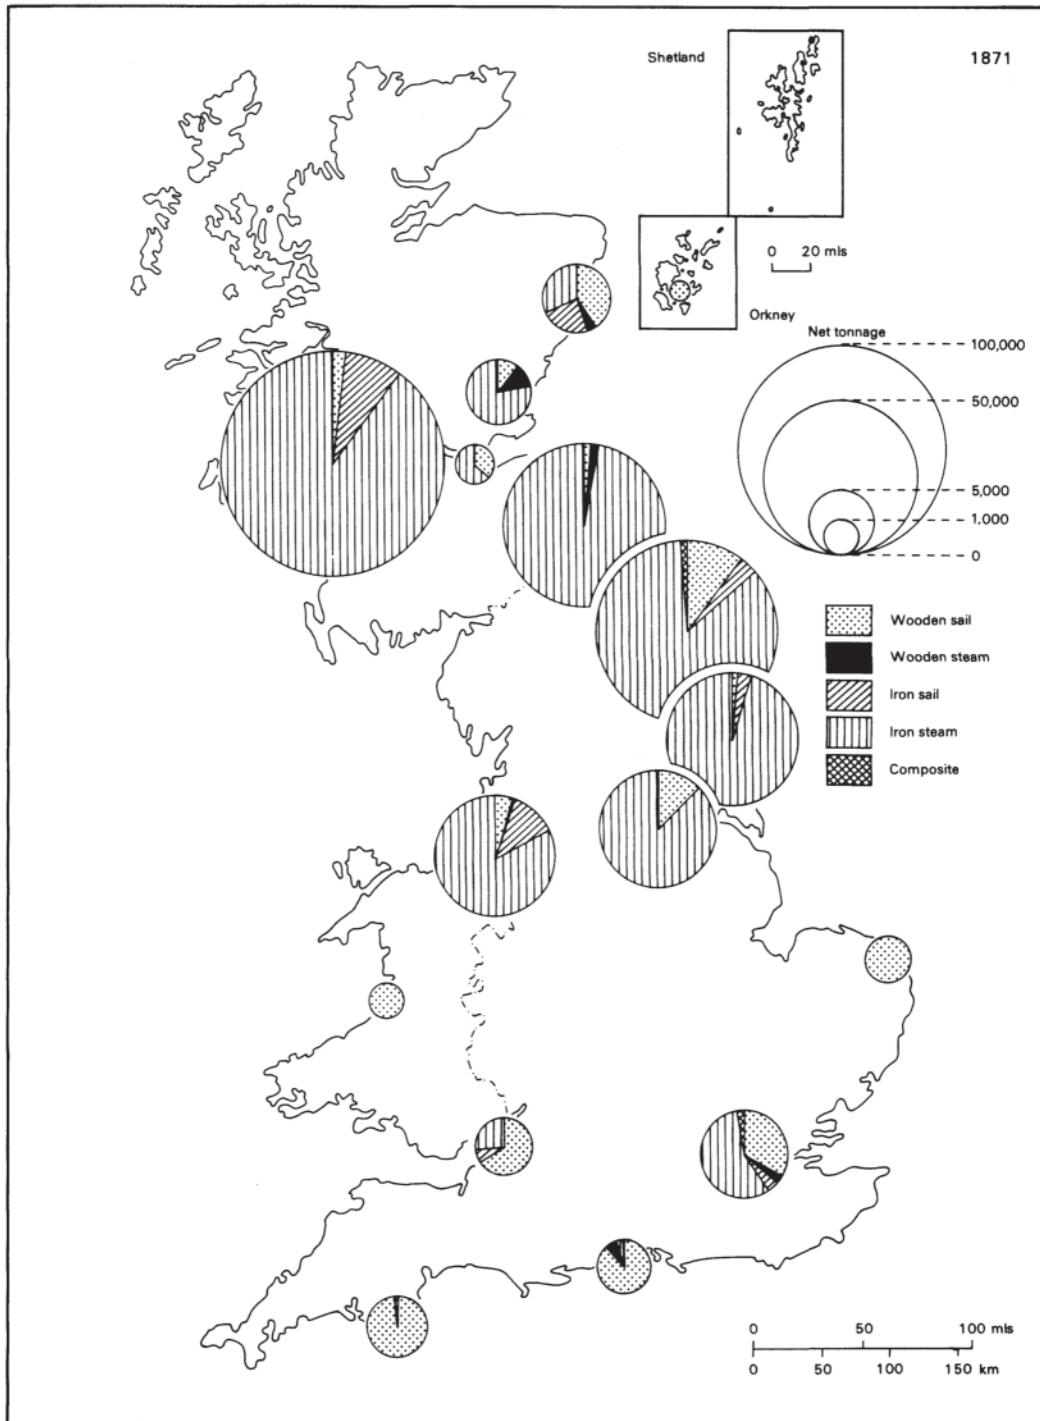 Shetland
1871
0 20 mls
Orkney
Net tonnage
100,000
50,000
5,000
1,000
0
Wooden sail
Wooden steam
Iron sail
Iron steam
Composite
0 50 100 mls
0 50 100 150 km